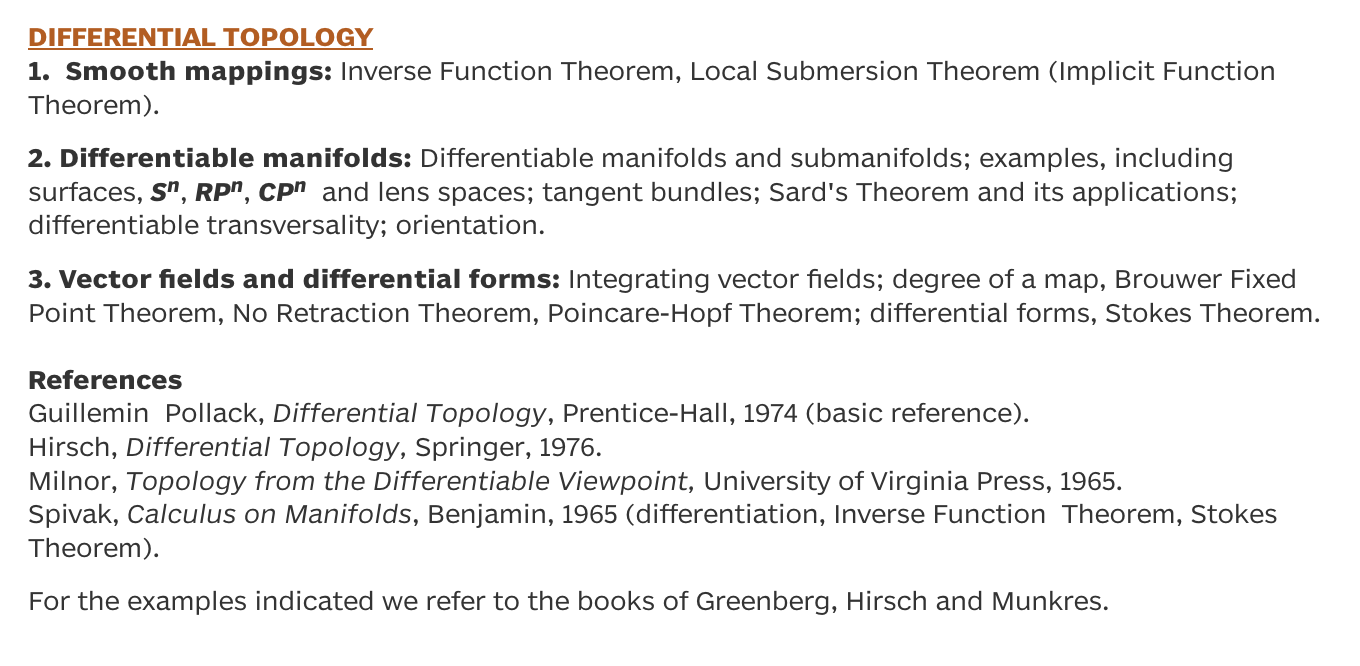 DIFFERENTIAL TOPOLOGY
1. Smooth mappings: Inverse Function Theorem, Local Submersion Theorem (Implicit Function
Theorem).
2. Differentiable manifolds: Differentiable manifolds and submanifolds; examples, including
surfaces, Sⁿ, RPⁿ, CPⁿ and lens spaces; tangent bundles; Sard's Theorem and its applications;
differentiable transversality; orientation.
3. Vector fields and differential forms: Integrating vector fields; degree of a map, Brouwer Fixed
Point Theorem, No Retraction Theorem, Poincare-Hopf Theorem; differential forms, Stokes Theorem.
References
Guillemin Pollack, Differential Topology, Prentice-Hall, 1974 (basic reference).
Hirsch, Differential Topology, Springer, 1976.
Milnor, Topology from the Differentiable Viewpoint, University of Virginia Press, 1965.
Spivak, Calculus on Manifolds, Benjamin, 1965 (differentiation, Inverse Function Theorem, Stokes
Theorem).
For the examples indicated we refer to the books of Greenberg, Hirsch and Munkres.